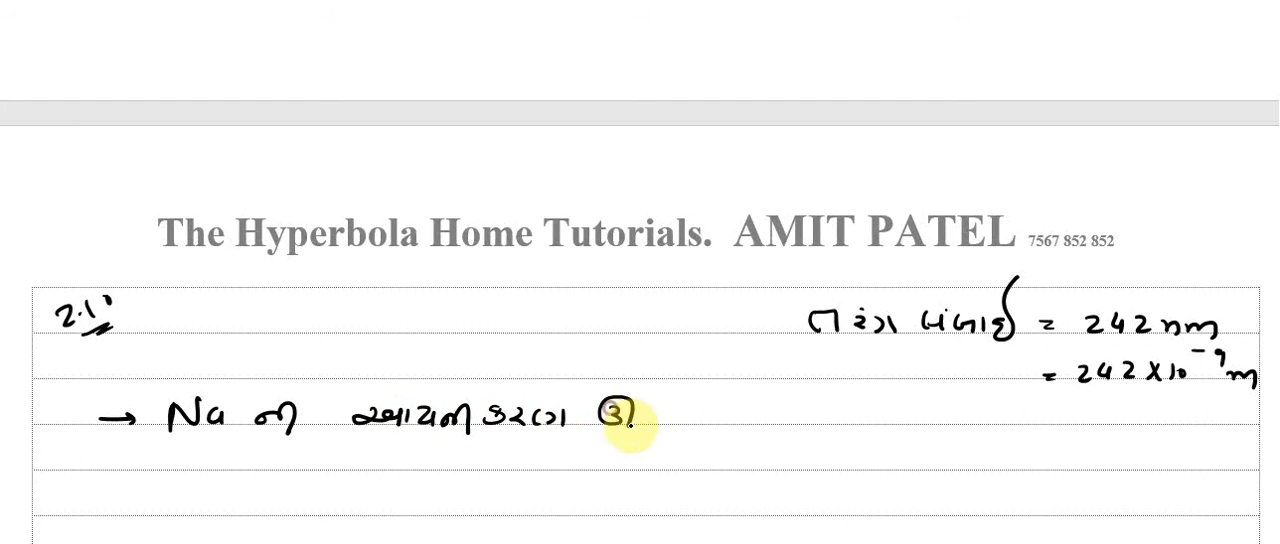 The Hyperbola Home Tutorials. AMIT PATEL 7567 852 852
2.1
તરંગ લંબાઈ = 242 nm
= 242 X 10⁻⁹ m
→ Na ની આયની કરણ